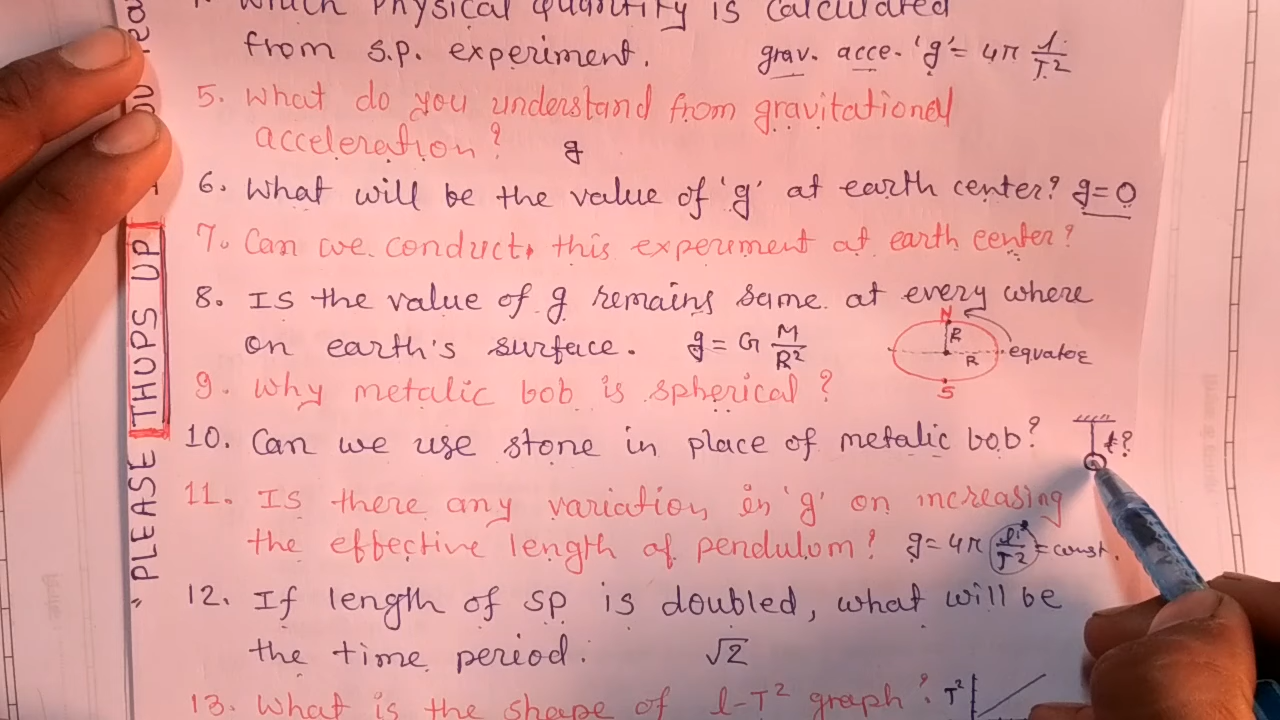 which physical quantity is calculated
from S.P. experiment. grav. acce. 'g' = 4π l/T²
5. What do you understand from gravitational
acceleration? g
6. What will be the value of 'g' at earth center? g=0
7. Can we conduct this experiment at earth center?
8. Is the value of g remains same at every where
on earth's surface. g = G M/R²
N
R
R
equator
S
9. Why metalic bob is spherical?
10. Can we use stone in place of metalic bob?
11. Is there any variation in 'g' on increasing
the effective length of pendulom? g = 4π l/T² = const.
12. If length of SP is doubled, what will be
the time period. √2
13. What is the shape of l-T² graph? T²
"PLEASE THUPS UP